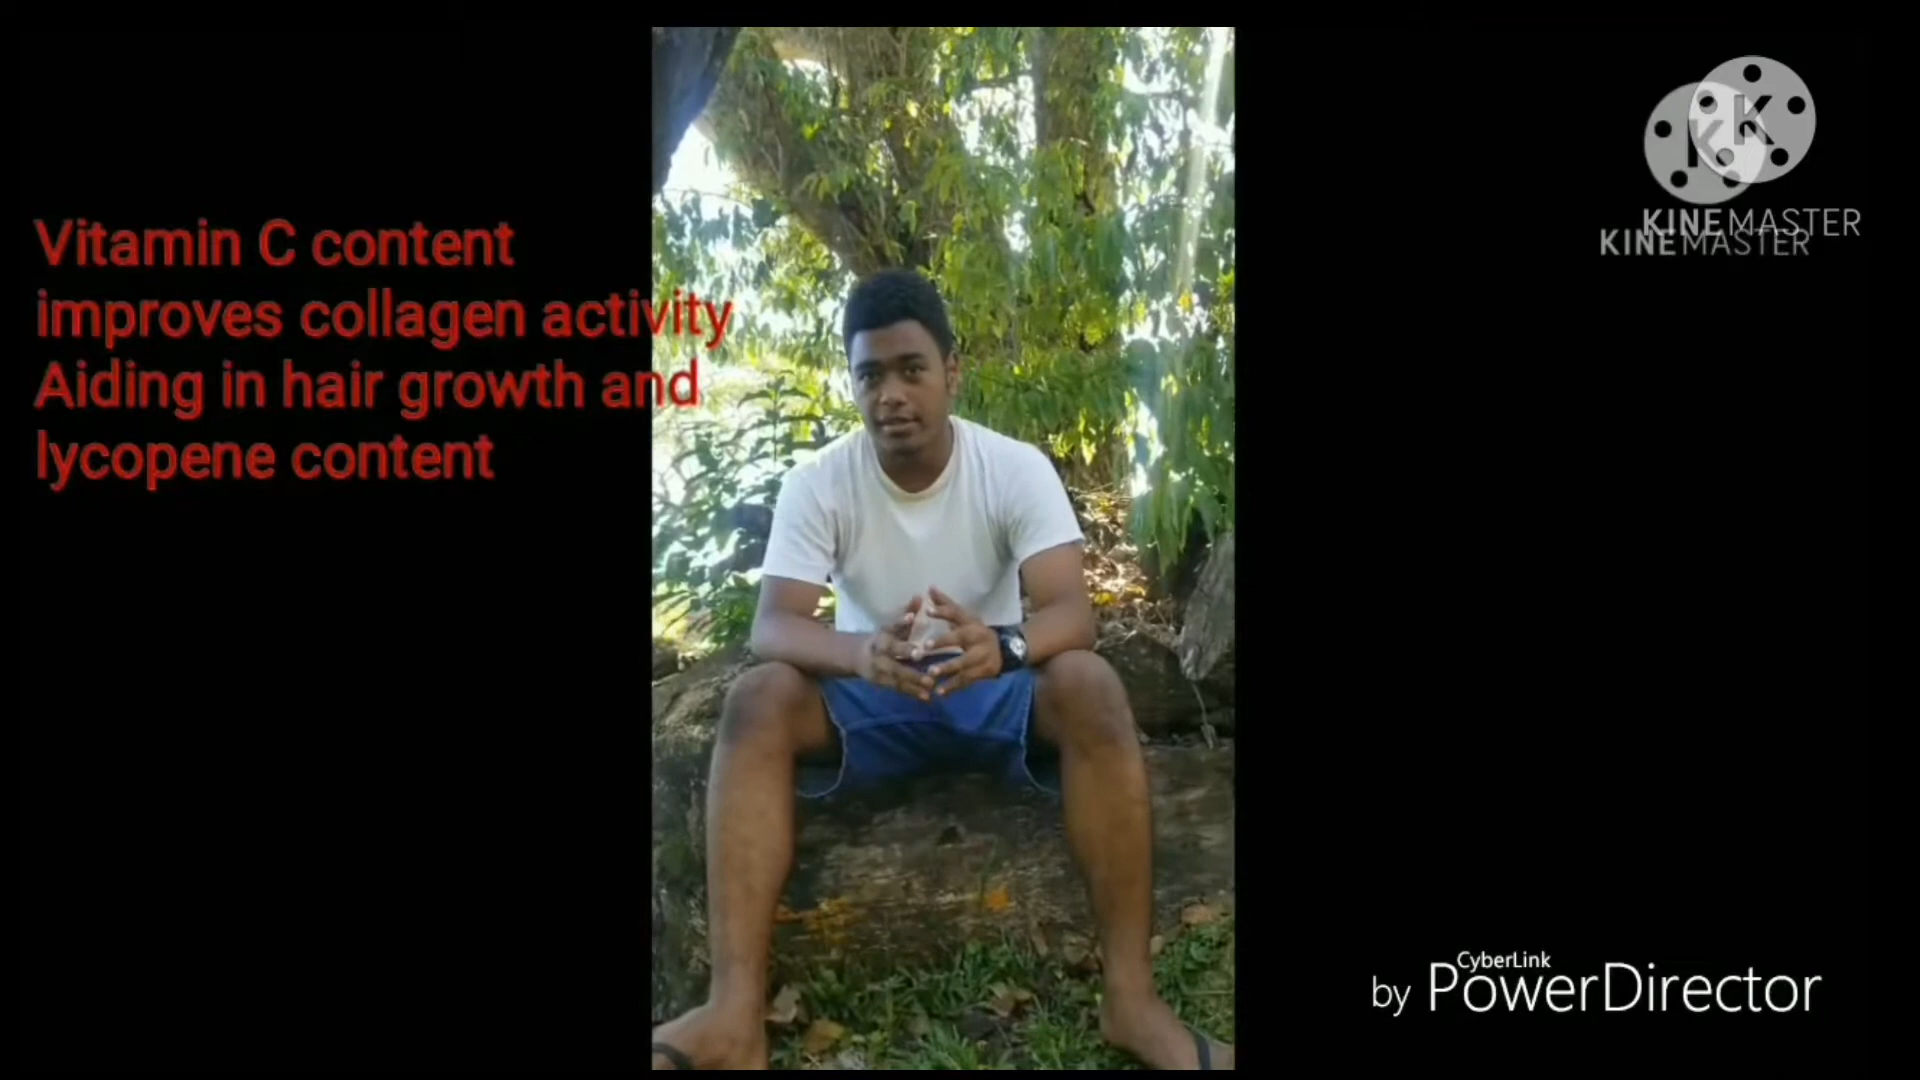 Vitamin C content
improves collagen activity
Aiding in hair growth and
lycopene content
K
K
KINEMASTER
KINEMASTER
by CyberLink PowerDirector